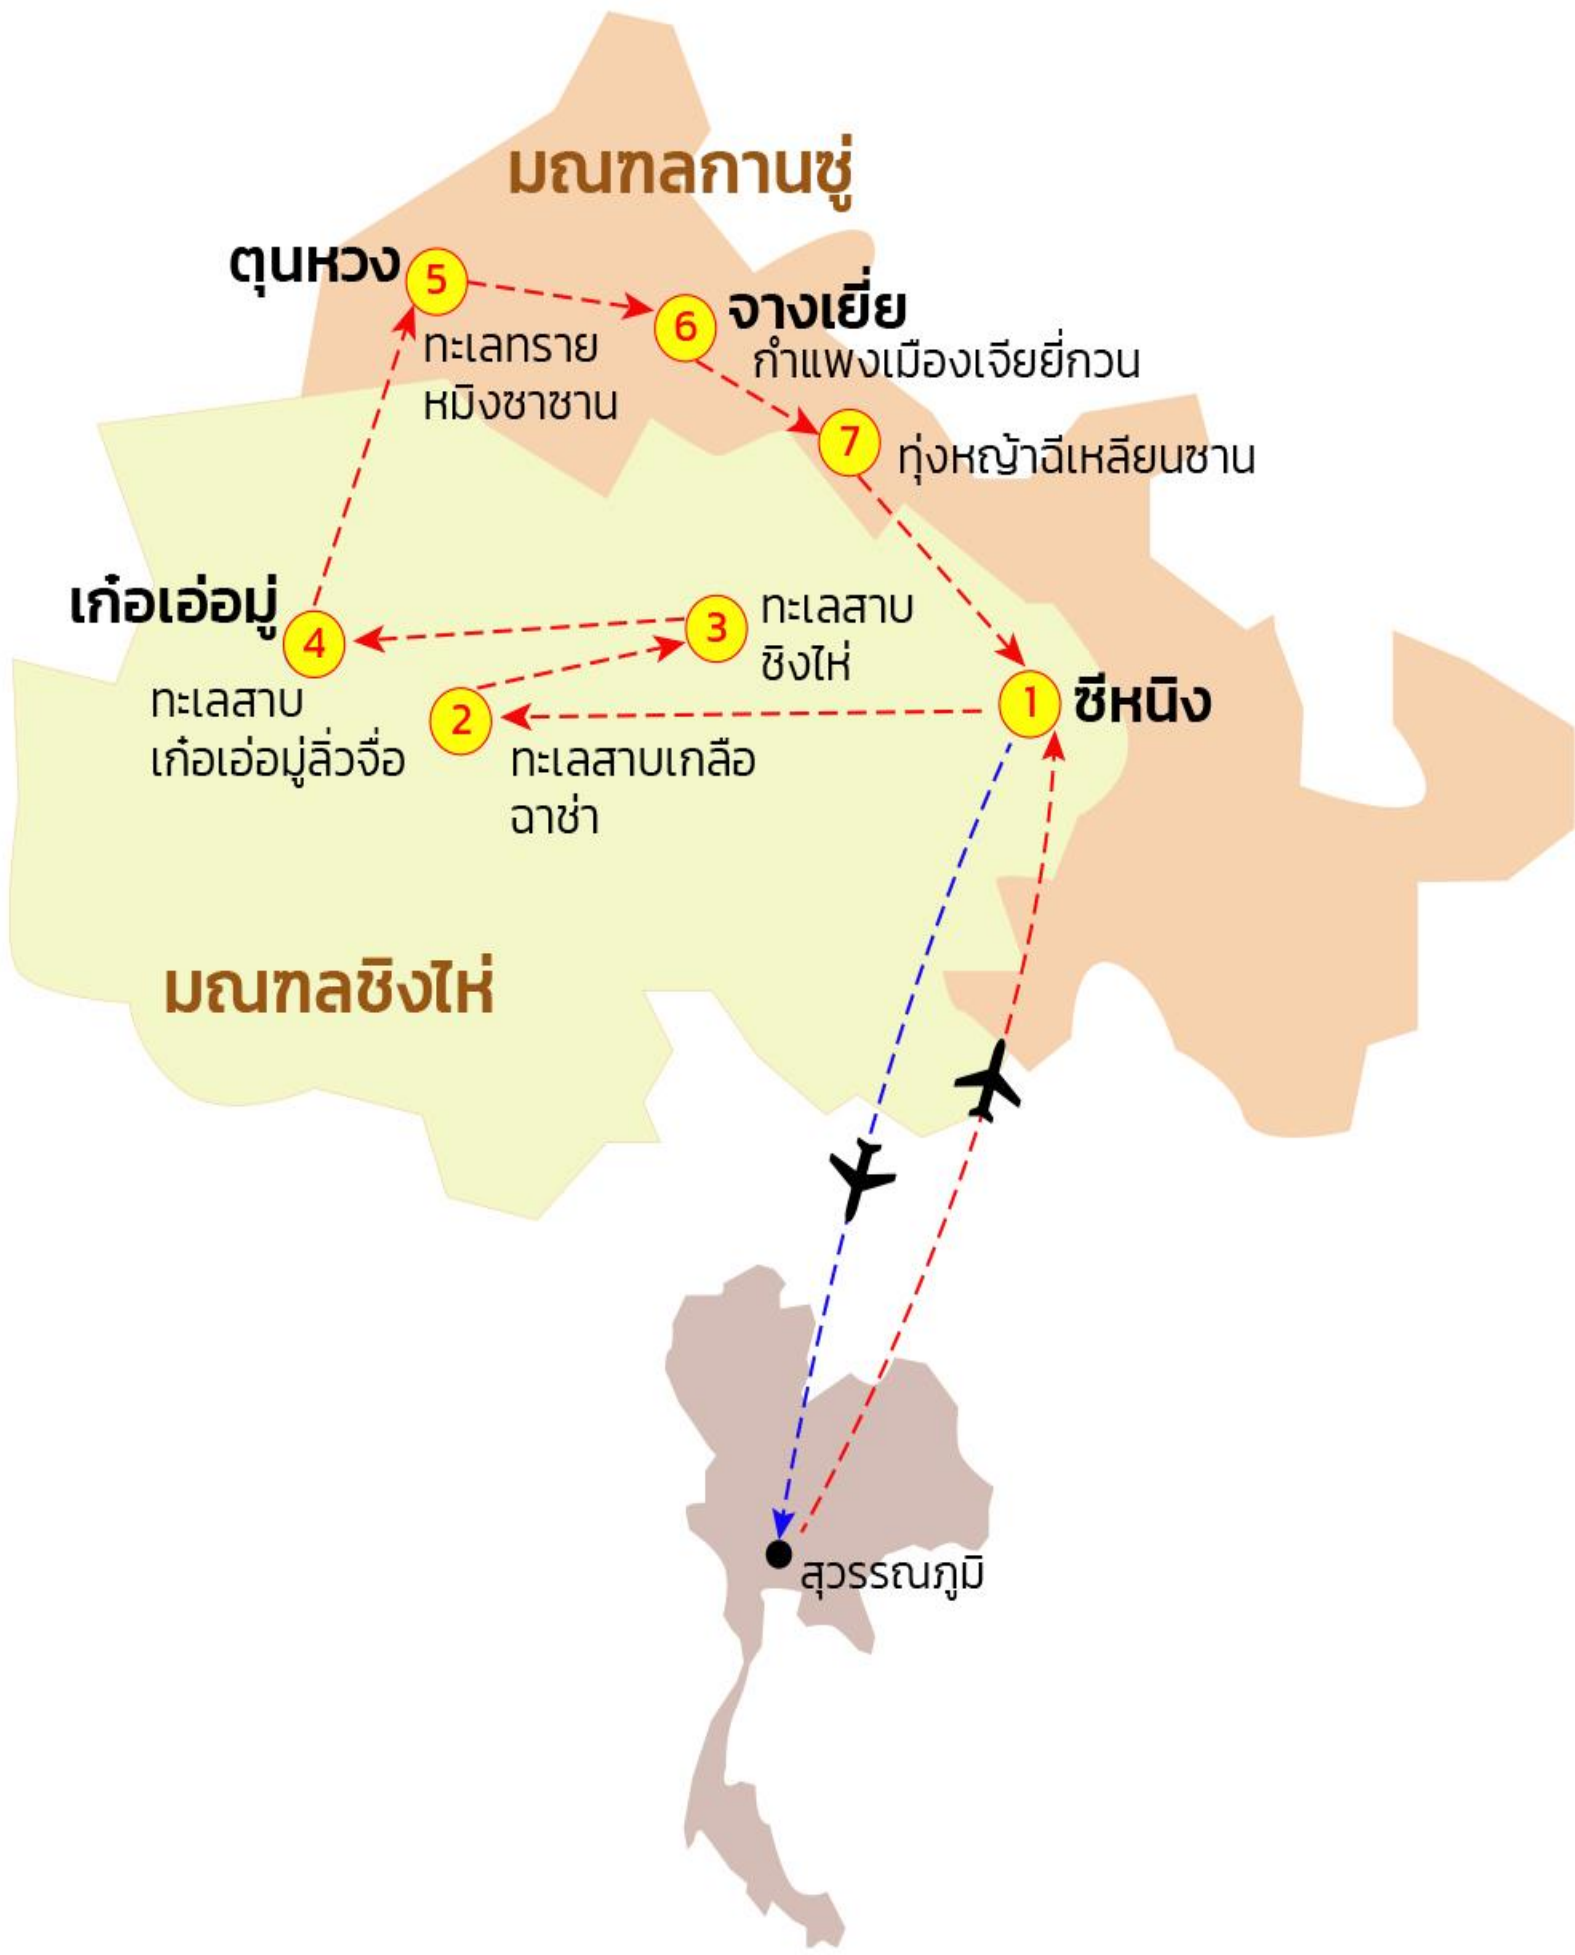 มณฑลกานซู่
ตุนหวง
5
6
จางเยี่ย
ทะเลทราย
หมิงซาซาน
กำแพงเมืองเจียยี่กวน
7
ทุ่งหญ้าฉีเหลียนซาน
เก๋อเอ่อมู่
4
3
ทะเลสาบ
ชิงไห่
ทะเลสาบ
เก๋อเอ่อมู่ลิ่วจื่อ
2
1
ซีหนิง
ทะเลสาบเกลือ
ฉาช่า
มณฑลชิงไห่
สุวรรณภูมิ